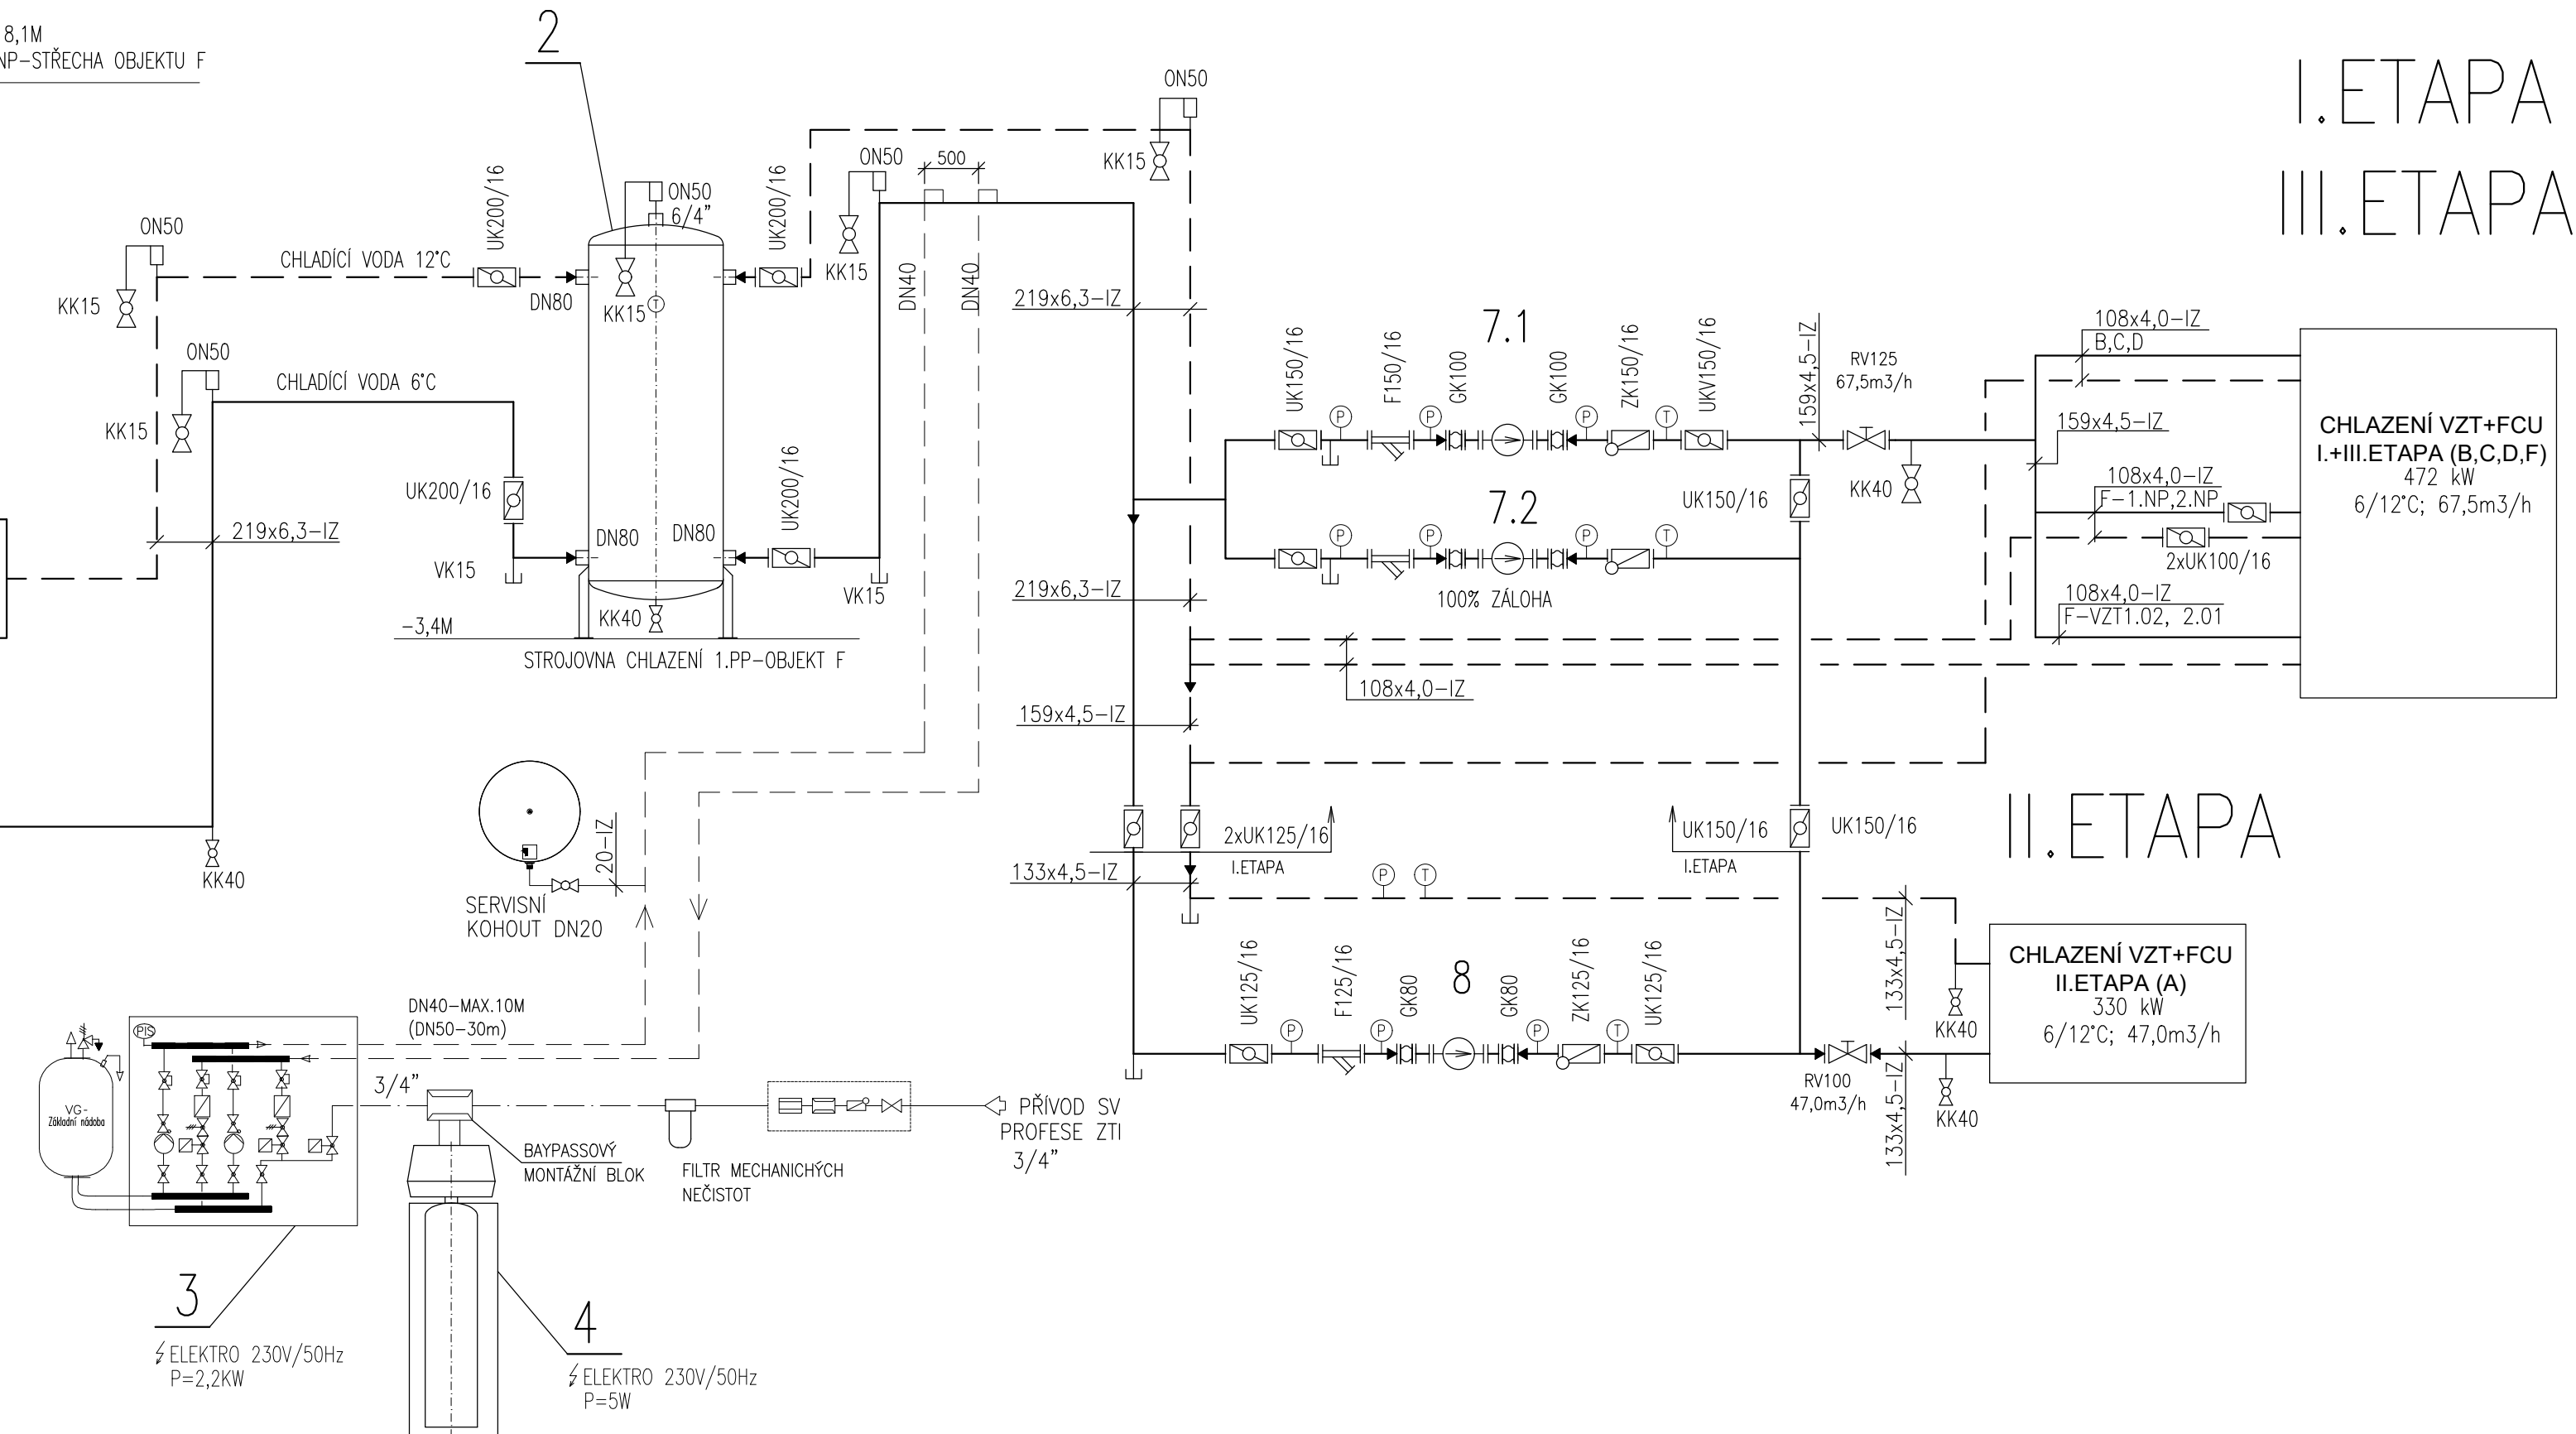 8,1M
NP-STŘECHA OBJEKTU F
2
I.ETAPA
III.ETAPA
ON50
KK15
ON50
500
KK15
UK200/16
ON50
6/4"
UK200/16
ON50
CHLADÍCÍ VODA 12°C
KK15
DN80
KK15
T
DN40
DN40
219x6,3-IZ
ON50
CHLADÍCÍ VODA 6°C
KK15
UK200/16
219x6,3-IZ
VK15
DN80
DN80
UK200/16
VK15
KK40
-3,4M
STROJOVNA CHLAZENÍ 1.PP-OBJEKT F
219x6,3-IZ
159x4,5-IZ
108x4,0-IZ
7.1
UK150/16
P
F150/16
P
GK100
GK100
P
ZK150/16
T
UKV150/16
159x4,5-IZ
RV125
67,5m3/h
KK40
UK150/16
7.2
P
P
P
T
100% ZÁLOHA
108x4,0-IZ
B,C,D
159x4,5-IZ
108x4,0-IZ
F-1.NP,2.NP
2xUK100/16
108x4,0-IZ
F-VZT1.02, 2.01
CHLAZENÍ VZT+FCU
I.+III.ETAPA (B,C,D,F)
472 kW
6/12°C; 67,5m3/h
KK40
20-IZ
SERVISNÍ
KOHOUT DN20
2xUK125/16
I.ETAPA
UK150/16
I.ETAPA
UK150/16
II.ETAPA
133x4,5-IZ
P
T
133x4,5-IZ
KK40
CHLAZENÍ VZT+FCU
II.ETAPA (A)
330 kW
6/12°C; 47,0m3/h
8
UK125/16
P
F125/16
P
GK80
GK80
P
ZK125/16
T
UK125/16
RV100
47,0m3/h
133x4,5-IZ
KK40
DN40-MAX.10M
(DN50-30m)
PIS
VG-
Základní nádoba
3/4"
BAYPASSOVÝ
MONTÁŽNÍ BLOK
FILTR MECHANICHÝCH
NEČISTOT
PŘÍVOD SV
PROFESE ZTI
3/4"
3
ELEKTRO 230V/50Hz
P=2,2KW
4
ELEKTRO 230V/50Hz
P=5W